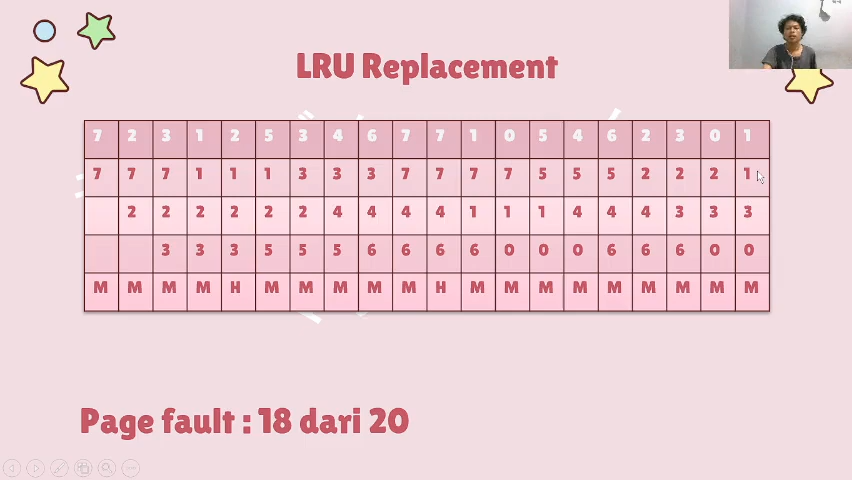 LRU Replacement
7 2 3 1 2 5 3 4 6 7 7 1 0 5 4 6 2 3 0 1
7 7 7 1 1 1 3 3 3 7 7 7 7 5 5 5 2 2 2 1
2 2 2 2 2 2 4 4 4 4 1 1 1 4 4 4 3 3 3
3 3 3 5 5 5 6 6 6 6 0 0 0 6 6 6 0 0
M M M M H M M M M M H M M M M M M M M M
Page fault : 18 dari 20